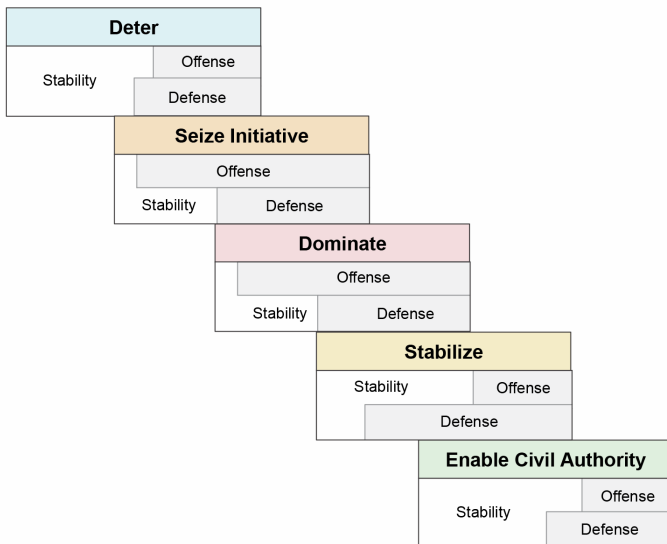 Deter
Offense
Stability
Defense
Seize Initiative
Offense
Stability
Defense
Dominate
Offense
Stability
Defense
Stabilize
Stability
Offense
Defense
Enable Civil Authority
Offense
Stability
Defense